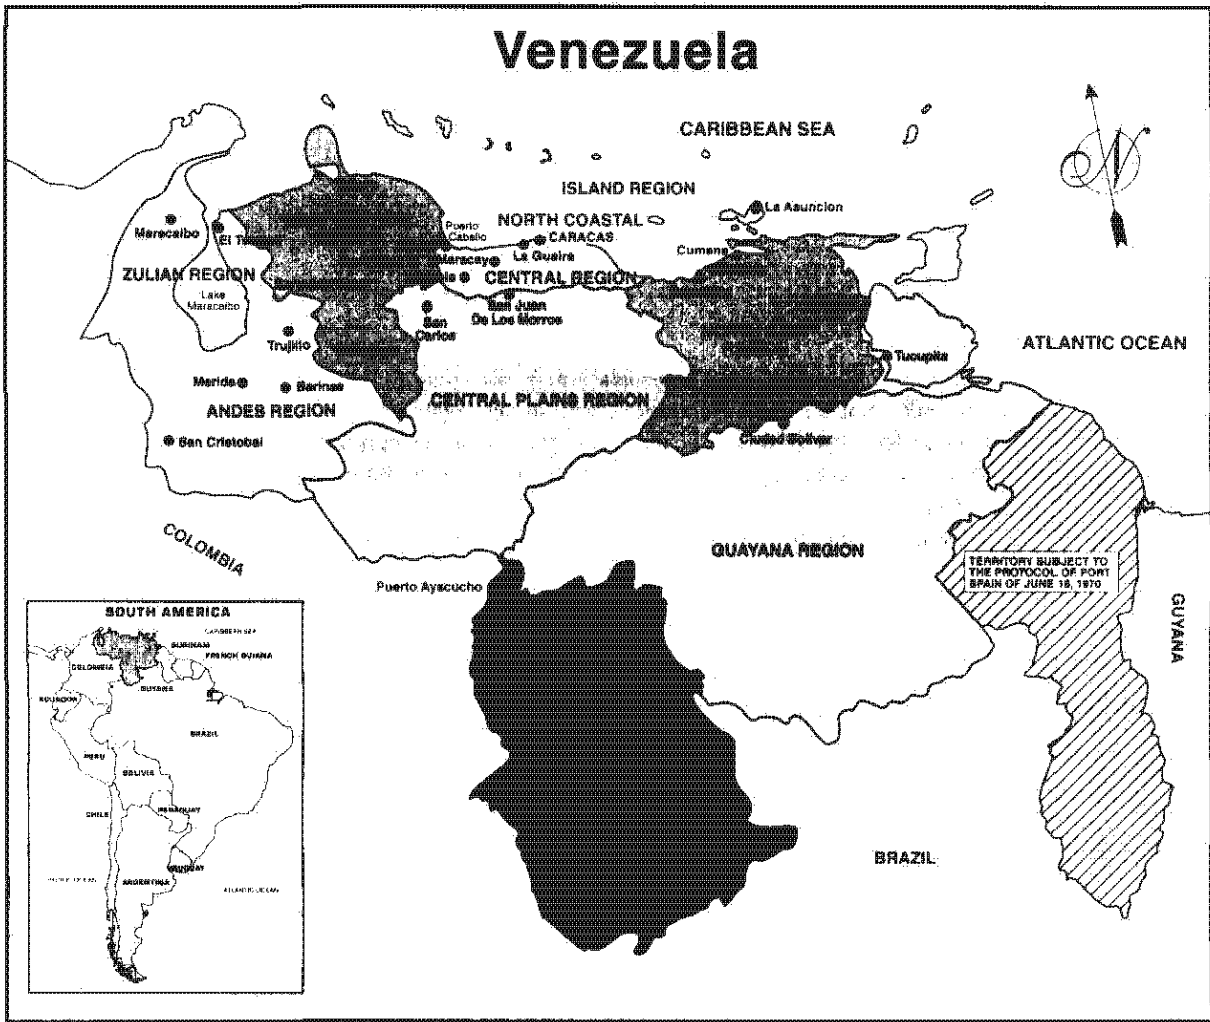 Venezuela
CARIBBEAN SEA
ISLAND REGION
La Asuncion
NORTH COASTAL
Puerto
Cabello
CARACAS
La Guaira
Cumana
Maracaibo
Maracay
ZULIAN REGION
CENTRAL REGION
Lake
Maracaibo
San Juan
De Los Morros
San
Carlos
Trujillo
Tucupita
ATLANTIC OCEAN
Merida
Barinas
ANDES REGION
CENTRAL PLAINS REGION
San Cristobal
Ciudad Bolivar
COLOMBIA
GUAYANA REGION
TERRITORY SUBJECT TO
THE PROTOCOL OF PORT
SPAIN OF JUNE 18, 1970
Puerto Ayacucho
GUYANA
BRAZIL
SOUTH AMERICA
CARIBBEAN SEA
SURINAM
FRENCH GUIANA
COLOMBIA
GUYANA
ECUADOR
BRAZIL
PERU
BOLIVIA
PARAGUAY
CHILE
URUGUAY
ARGENTINA
ATLANTIC OCEAN